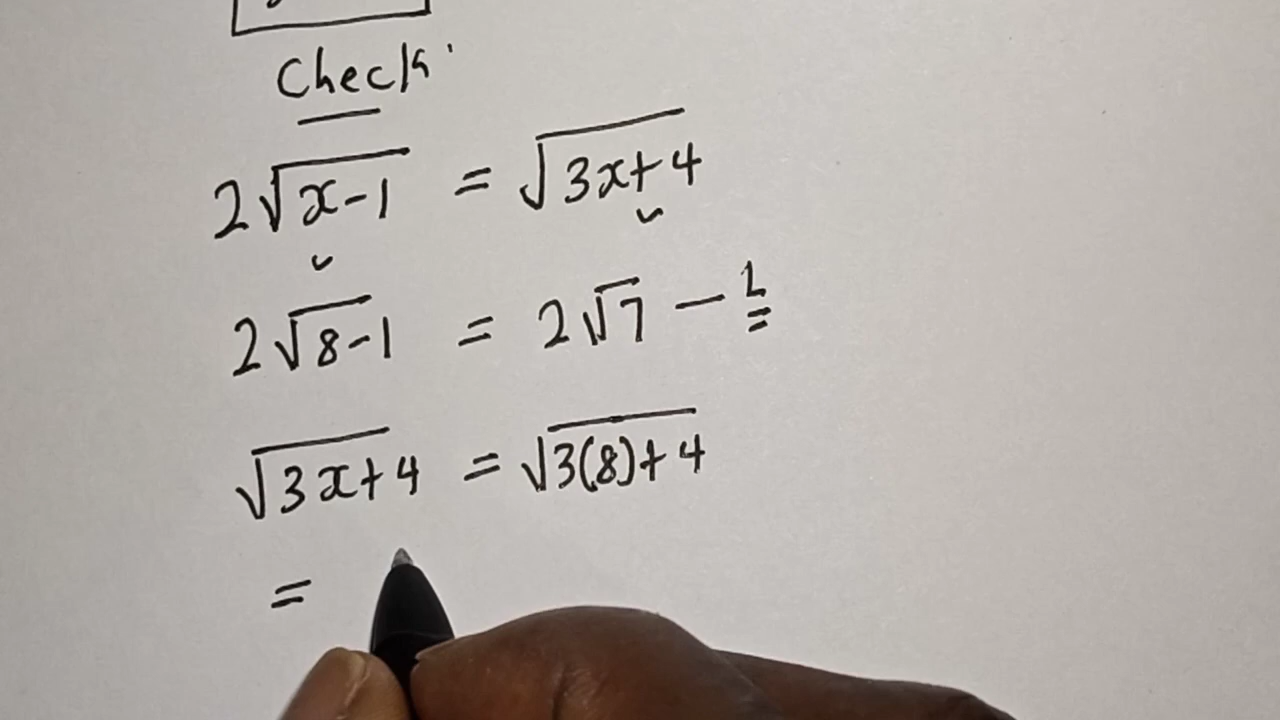 Check
2√(x-1) = √(3x+4)
2√(8-1) = 2√7 - 1
√(3x+4) = √(3(8)+4)
=